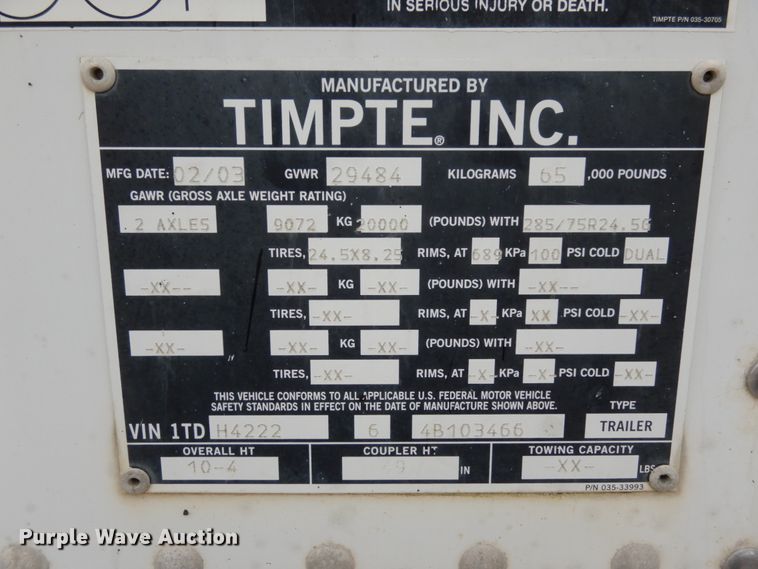 IN SERIOUS INJURY OR DEATH.
TIMPTE P/N 035-30705
MANUFACTURED BY
TIMPTE® INC.
MFG DATE: 02/03 GVWR 29484 KILOGRAMS 65 ,000 POUNDS
GAWR (GROSS AXLE WEIGHT RATING)
2 AXLES 9072 KG 20000 (POUNDS) WITH 285/75R24.5G
TIRES, 24.5X8.25 RIMS, AT 689 KPa 100 PSI COLD DUAL
-XX-- -XX- KG -XX- (POUNDS) WITH -XX--
TIRES, -XX- RIMS, AT -X- KPa XX PSI COLD -XX-
-XX- -XX- KG -XX- (POUNDS) WITH -XX-
TIRES, -XX- RIMS, AT -X- KPa -X- PSI COLD -XX-
THIS VEHICLE CONFORMS TO ALL APPLICABLE U.S. FEDERAL MOTOR VEHICLE
SAFETY STANDARDS IN EFFECT ON THE DATE OF MANUFACTURE SHOWN ABOVE.
TYPE
VIN 1TD H4222 6 4B103466 TRAILER
OVERALL HT COUPLER HT TOWING CAPACITY
10-4 49 IN -XX- LBS
P/N 035-33993
Purple Wave Auction